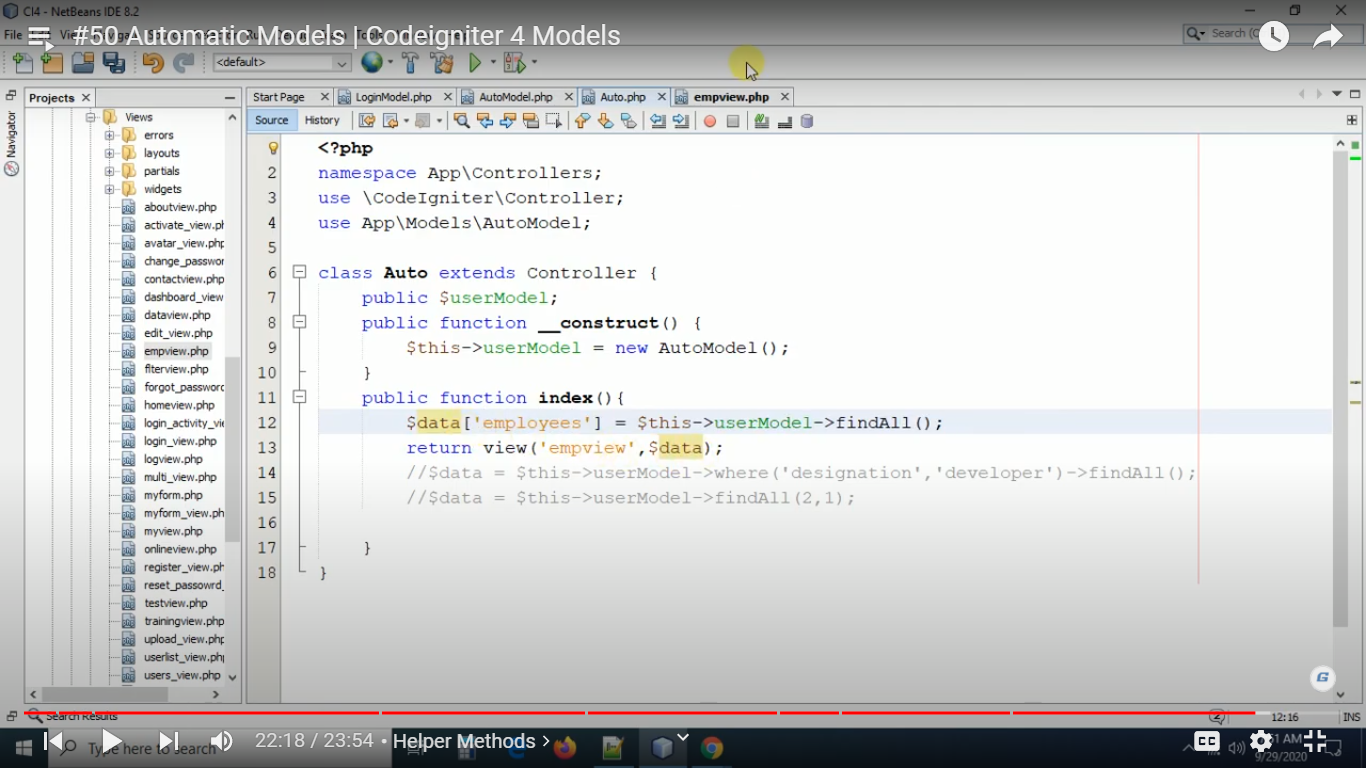 CI4 - NetBeans IDE 8.2
#50 Automatic Models | Codeigniter 4 Models
File
Search (C
<default>
Projects
Start Page
LoginModel.php
AutoModel.php
Auto.php
empview.php
Source
History
Navigator
Views
errors
layouts
partials
widgets
aboutview.php
activate_view.ph
avatar_view.php
change_passwor
contactview.php
dashboard_view
dataview.php
edit_view.php
empview.php
flterview.php
forgot_password
homeview.php
login_activity_vie
login_view.php
logview.php
multi_view.php
myform.php
myform_view.ph
myview.php
onlineview.php
register_view.ph
reset_passowrd_
testview.php
trainingview.php
upload_view.php
userlist_view.ph
users_view.php
<?php
2 namespace App\Controllers;
3 use \CodeIgniter\Controller;
4 use App\Models\AutoModel;
5
6 class Auto extends Controller {
7 public $userModel;
8 public function __construct() {
9 $this->userModel = new AutoModel();
10 }
11 public function index(){
12 $data['employees'] = $this->userModel->findAll();
13 return view('empview',$data);
14 //$data = $this->userModel->where('designation','developer')->findAll();
15 //$data = $this->userModel->findAll(2,1);
16
17 }
18 }
G
Search Results
12:16
INS
22:18 / 23:54 • Helper Methods
Type here to search
CC
51 AM
9/29/2020